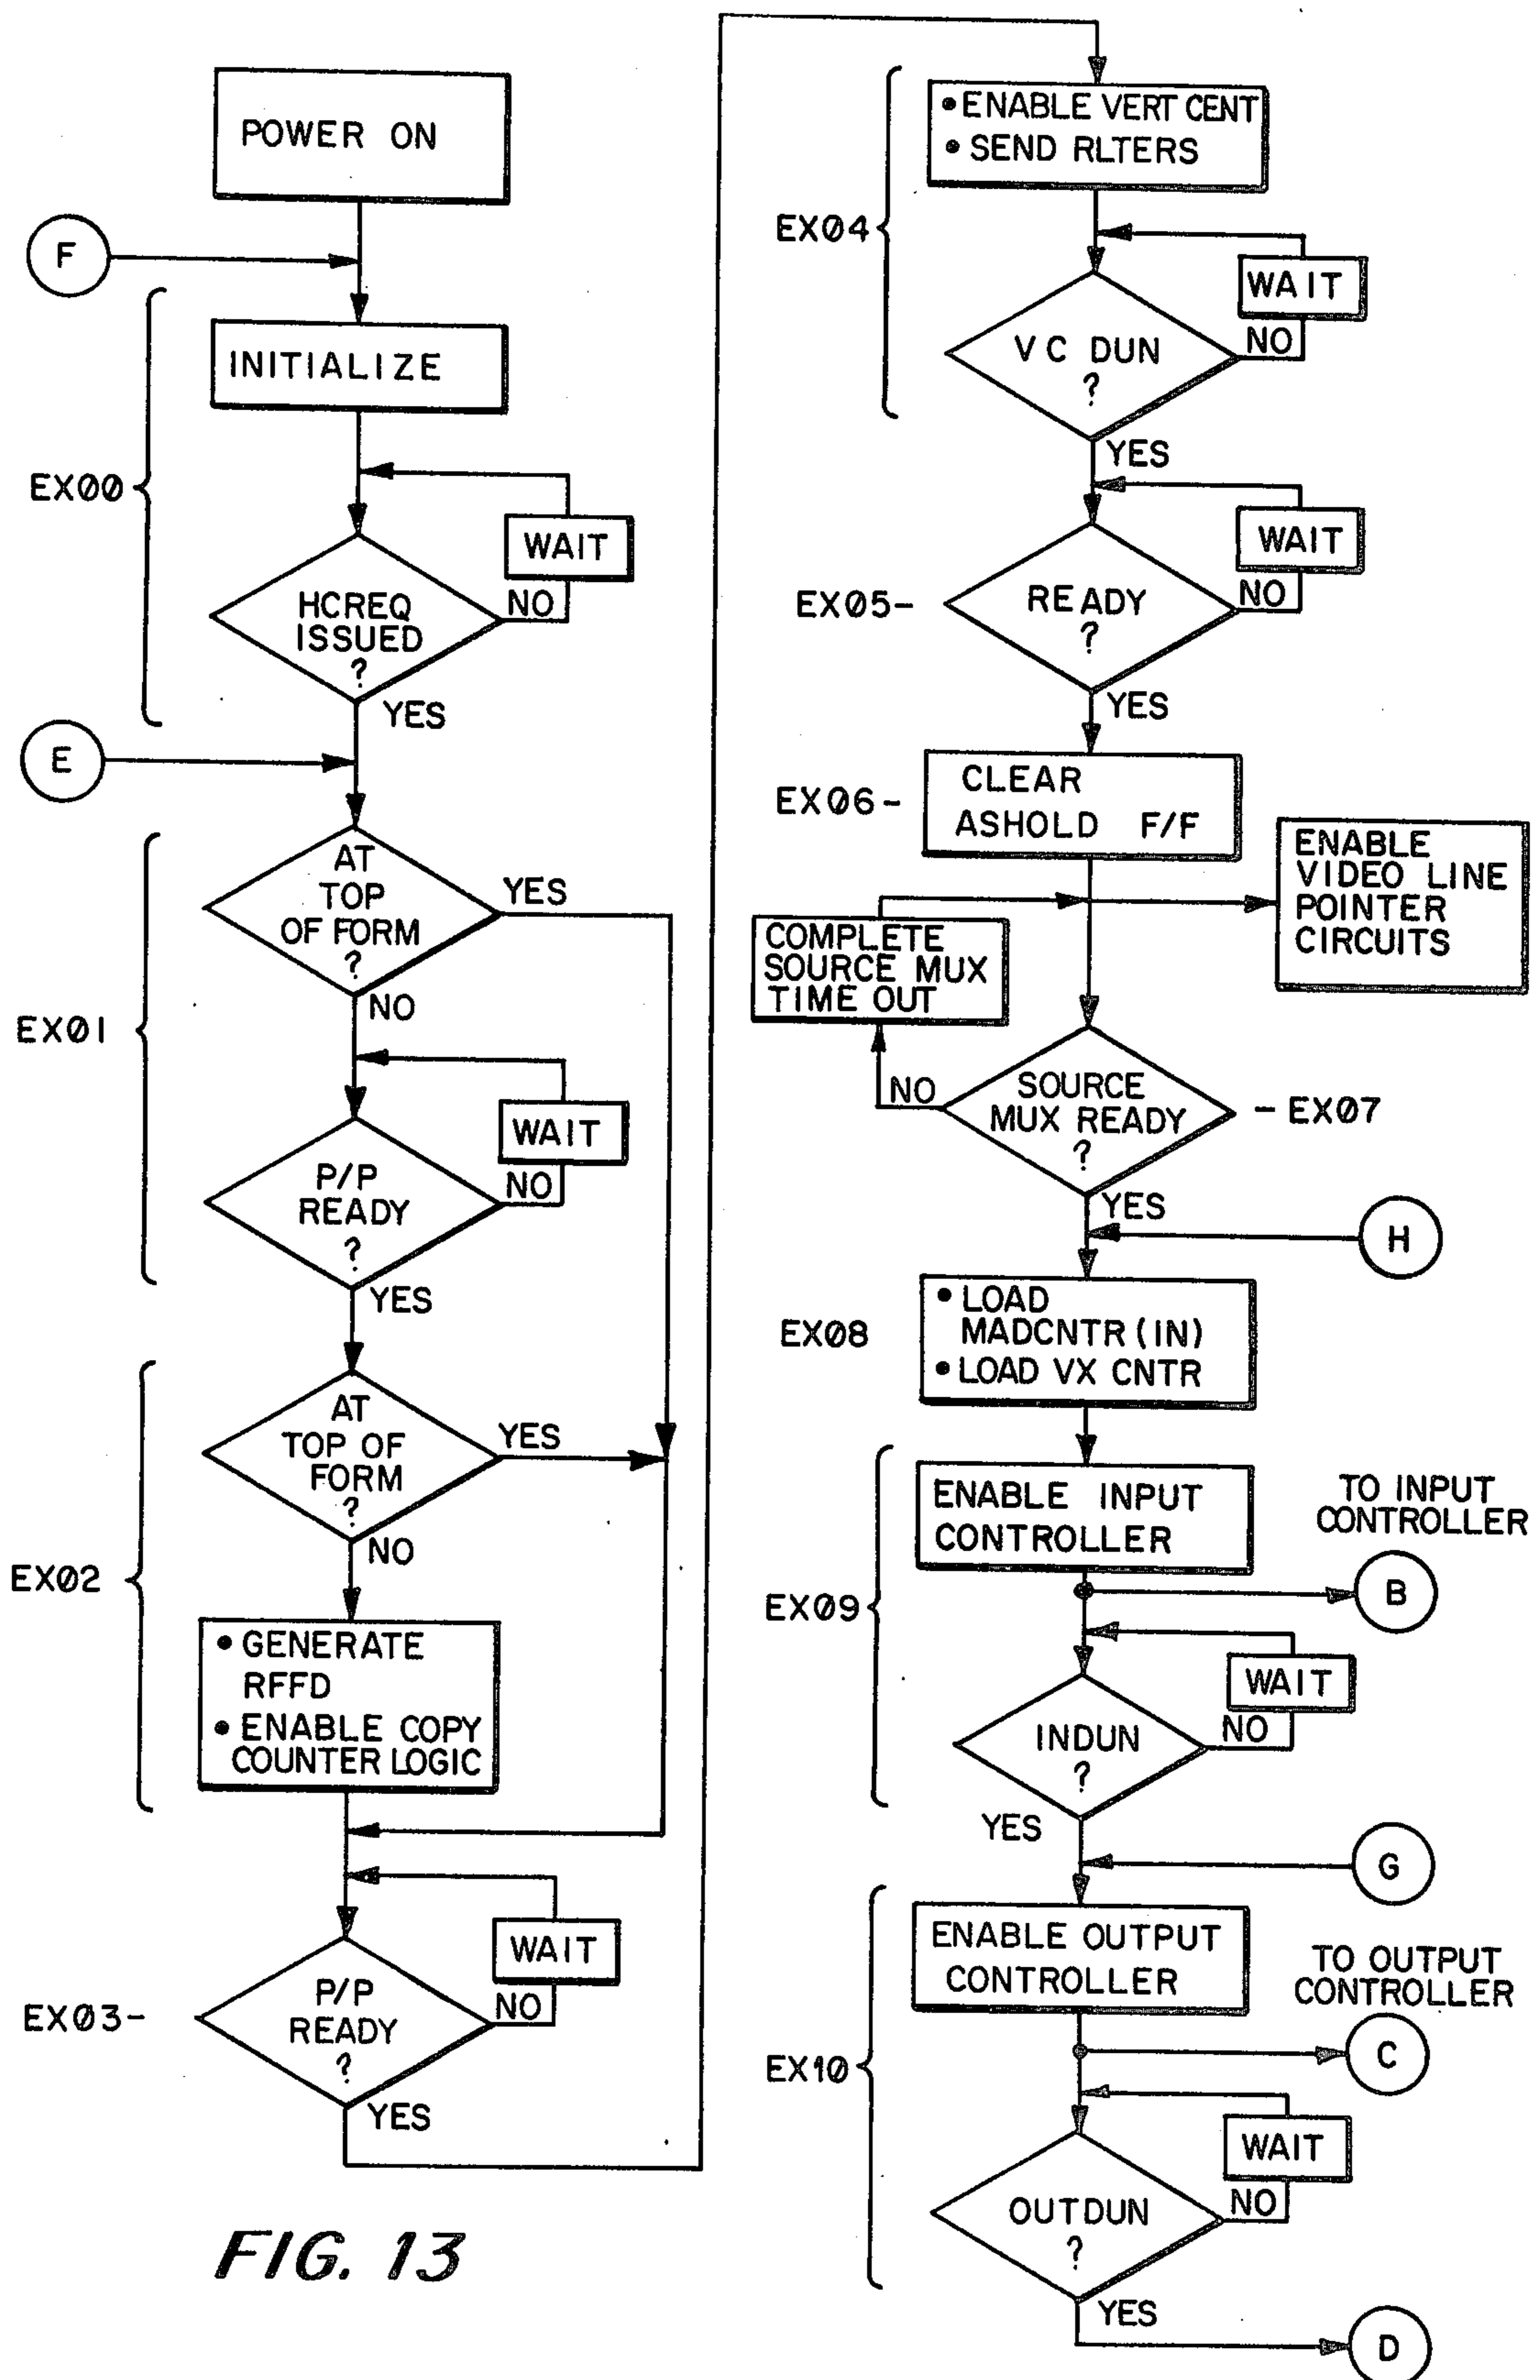 POWER ON
F
INITIALIZE
EX00
WAIT
HCREQ
ISSUED
?
NO
YES
E
AT
TOP
OF FORM
?
YES
NO
EX01
WAIT
P/P
READY
?
NO
YES
AT
TOP OF
FORM
?
YES
NO
EX02
• GENERATE
RFFD
• ENABLE COPY
COUNTER LOGIC
WAIT
EX03-
P/P
READY
?
NO
YES
FIG. 13
• ENABLE VERT CENT
• SEND RLTERS
EX04
WAIT
VC DUN
?
NO
YES
WAIT
EX05-
READY
?
NO
YES
EX06-
CLEAR
ASHOLD F/F
ENABLE
VIDEO LINE
POINTER
CIRCUITS
COMPLETE
SOURCE MUX
TIME OUT
NO
SOURCE
MUX READY
?
- EX07
YES
H
EX08
• LOAD
MADCNTR (IN)
• LOAD VX CNTR
ENABLE INPUT
CONTROLLER
TO INPUT
CONTROLLER
B
EX09
WAIT
INDUN
?
NO
YES
G
ENABLE OUTPUT
CONTROLLER
TO OUTPUT
CONTROLLER
C
EX10
WAIT
OUTDUN
?
NO
YES
D